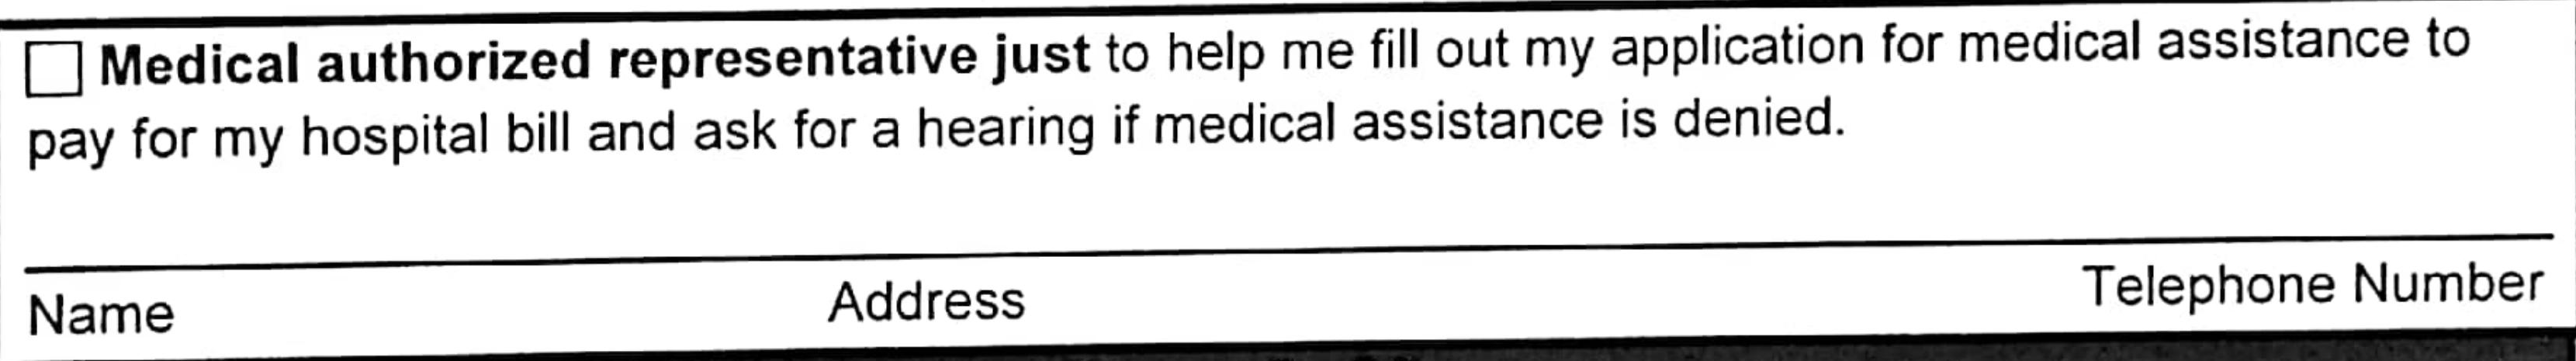 Medical authorized representative just to help me fill out my application for medical assistance to
pay for my hospital bill and ask for a hearing if medical assistance is denied.
Name Address Telephone Number